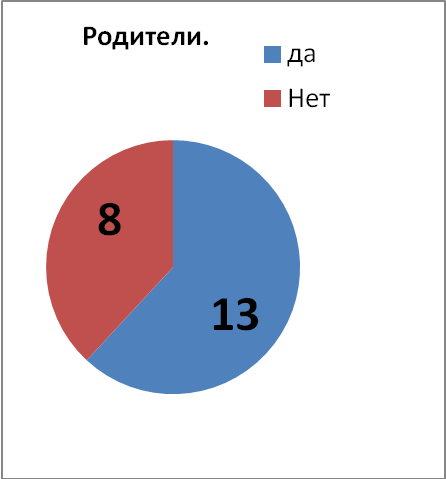 Родители.
да
Нет
8
13